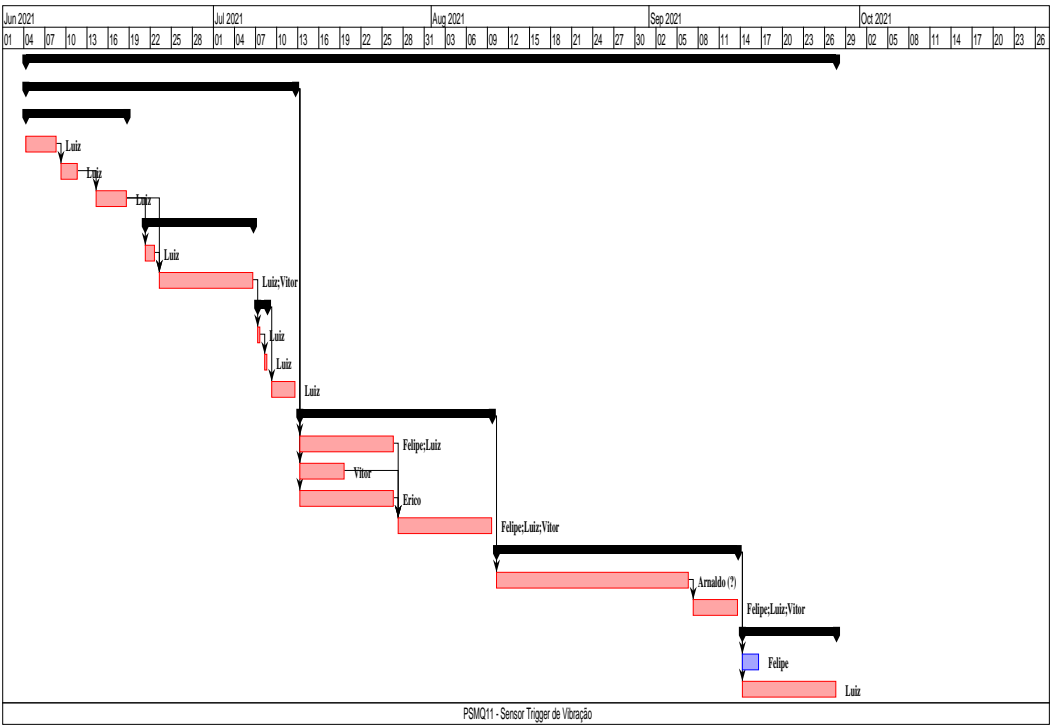 Jun 2021 Jul 2021 Aug 2021 Sep 2021 Oct 2021
01 04 07 10 13 16 19 22 25 28 01 04 07 10 13 16 19 22 25 28 31 03 06 09 12 15 18 21 24 27 30 02 05 08 11 14 17 20 23 26 29 02 05 08 11 14 17 20 23 26
Luiz
Luiz
Luiz
Luiz
Luiz;Vitor
Luiz
Luiz
Luiz
Felipe;Luiz
Vitor
Erico
Felipe;Luiz;Vitor
Arnaldo (?)
Felipe;Luiz;Vitor
Felipe
Luiz
PSMQ11 - Sensor Trigger de Vibração